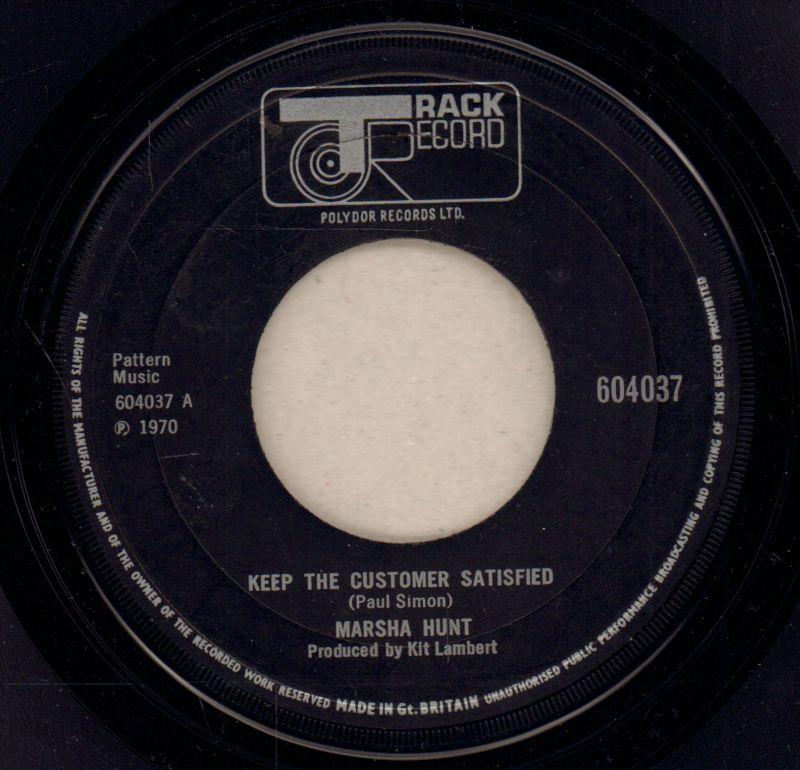 TRACK
RECORD
POLYDOR RECORDS LTD.
Pattern
Music
604037 A
Ⓟ 1970
604037
KEEP THE CUSTOMER SATISFIED
(Paul Simon)
MARSHA HUNT
Produced by Kit Lambert
ALL RIGHTS OF THE MANUFACTURER AND OF THE OWNER OF THE RECORDED WORK RESERVED MADE IN Gt. BRITAIN UNAUTHORISED PUBLIC PERFORMANCE BROADCASTING AND COPYING OF THIS RECORD PROHIBITED